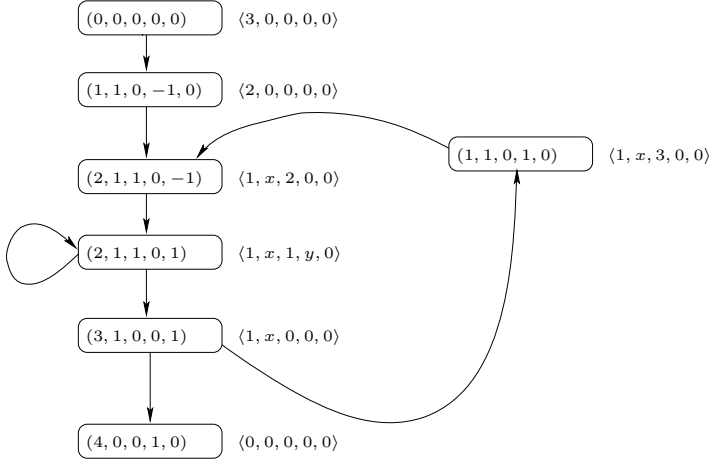 (0, 0, 0, 0, 0) ⟨3, 0, 0, 0, 0⟩
(1, 1, 0, −1, 0) ⟨2, 0, 0, 0, 0⟩
(1, 1, 0, 1, 0) ⟨1, x, 3, 0, 0⟩
(2, 1, 1, 0, −1) ⟨1, x, 2, 0, 0⟩
(2, 1, 1, 0, 1) ⟨1, x, 1, y, 0⟩
(3, 1, 0, 0, 1) ⟨1, x, 0, 0, 0⟩
(4, 0, 0, 1, 0) ⟨0, 0, 0, 0, 0⟩